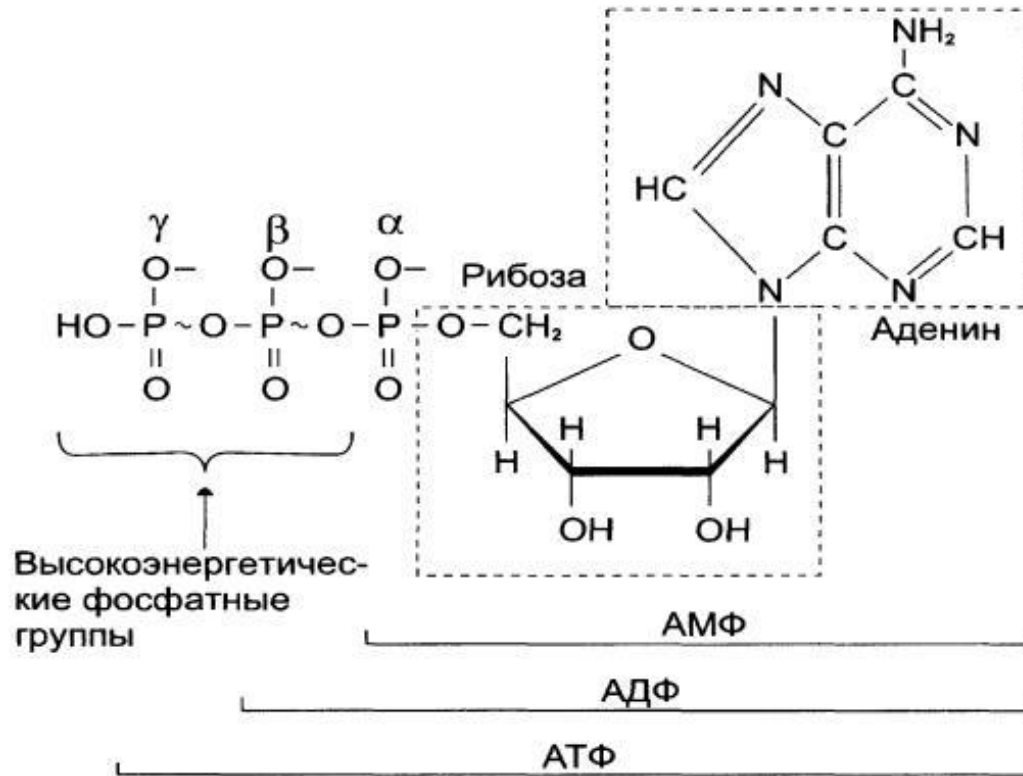 NH₂
N
C
C
N
HC
C
CH
N
N
Аденин
γ
β
α
O–
O–
O–
Рибоза
HO–P~O–P~O–P–O–CH₂
O
O
O
O
H
H
H
H
OH
OH
Высокоэнергетичес-
кие фосфатные
группы
АМФ
АДФ
АТФ